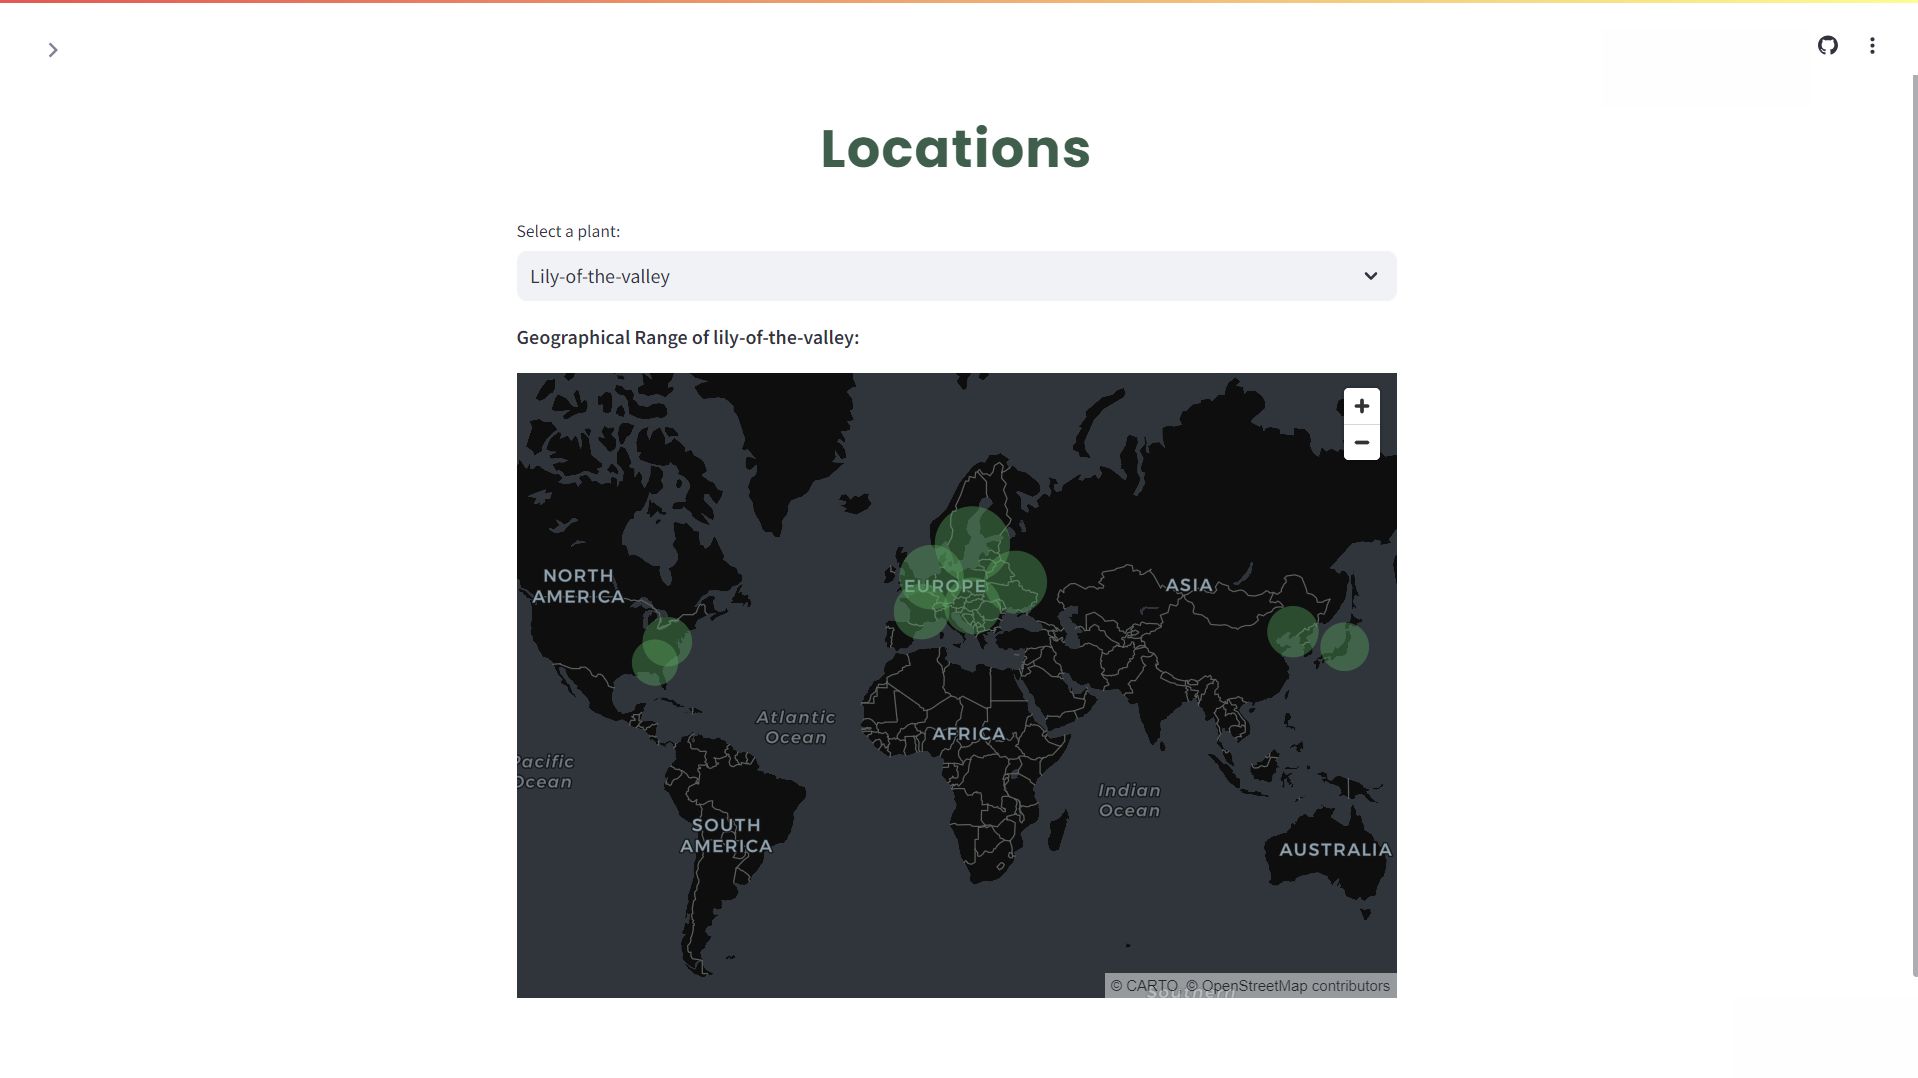 Locations
Select a plant:
Lily-of-the-valley
Geographical Range of lily-of-the-valley:
+
−
NORTH
AMERICA
EUROPE
ASIA
Atlantic
Ocean
AFRICA
Pacific
Ocean
Indian
Ocean
SOUTH
AMERICA
AUSTRALIA
Southern
© CARTO, © OpenStreetMap contributors